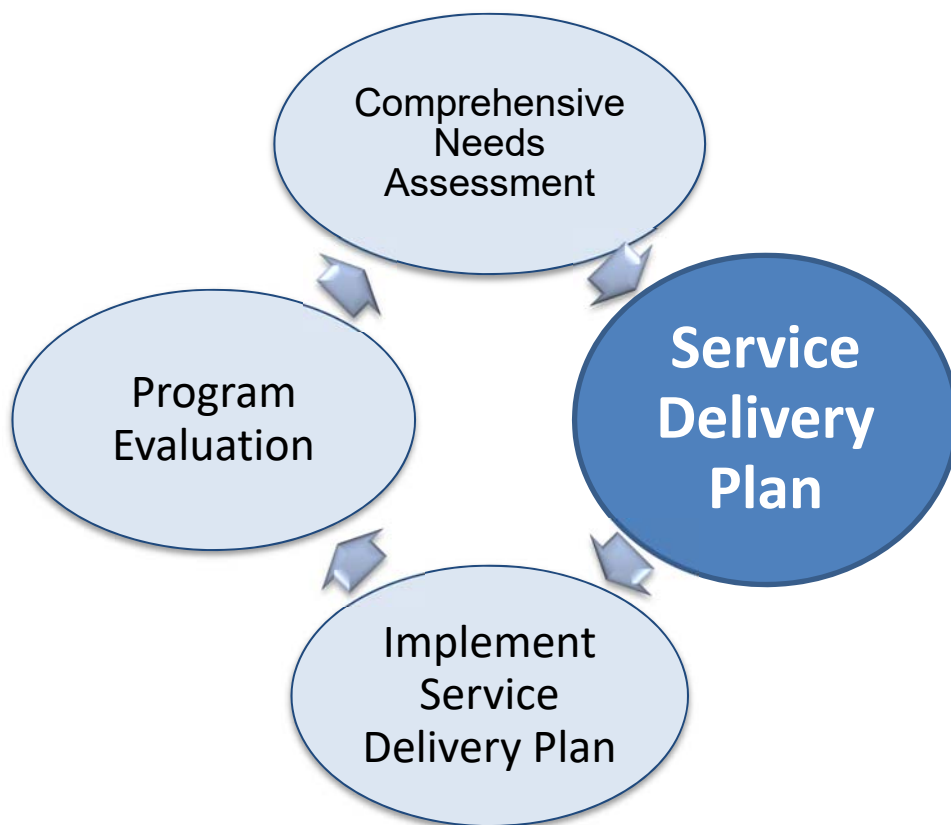 Comprehensive
Needs
Assessment
Service
Delivery
Plan
Program
Evaluation
Implement
Service
Delivery Plan